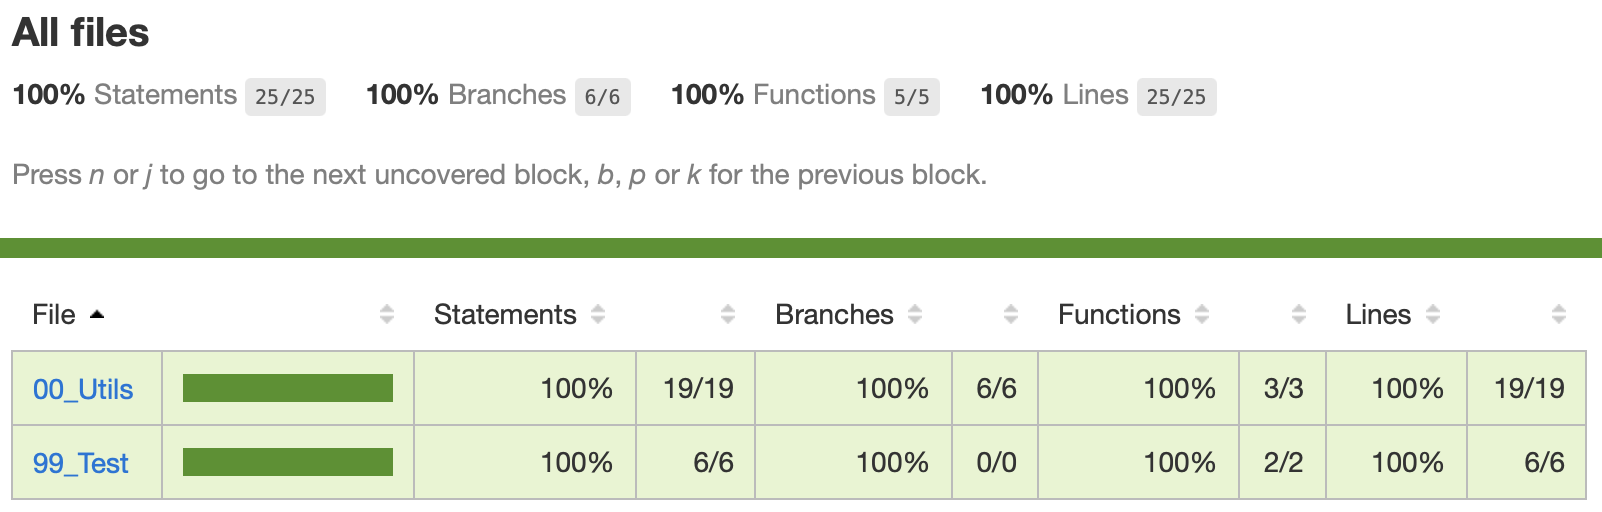 All files
100% Statements 25/25 100% Branches 6/6 100% Functions 5/5 100% Lines 25/25
Press n or j to go to the next uncovered block, b, p or k for the previous block.
File Statements Branches Functions Lines
00_Utils 100% 19/19 100% 6/6 100% 3/3 100% 19/19
99_Test 100% 6/6 100% 0/0 100% 2/2 100% 6/6